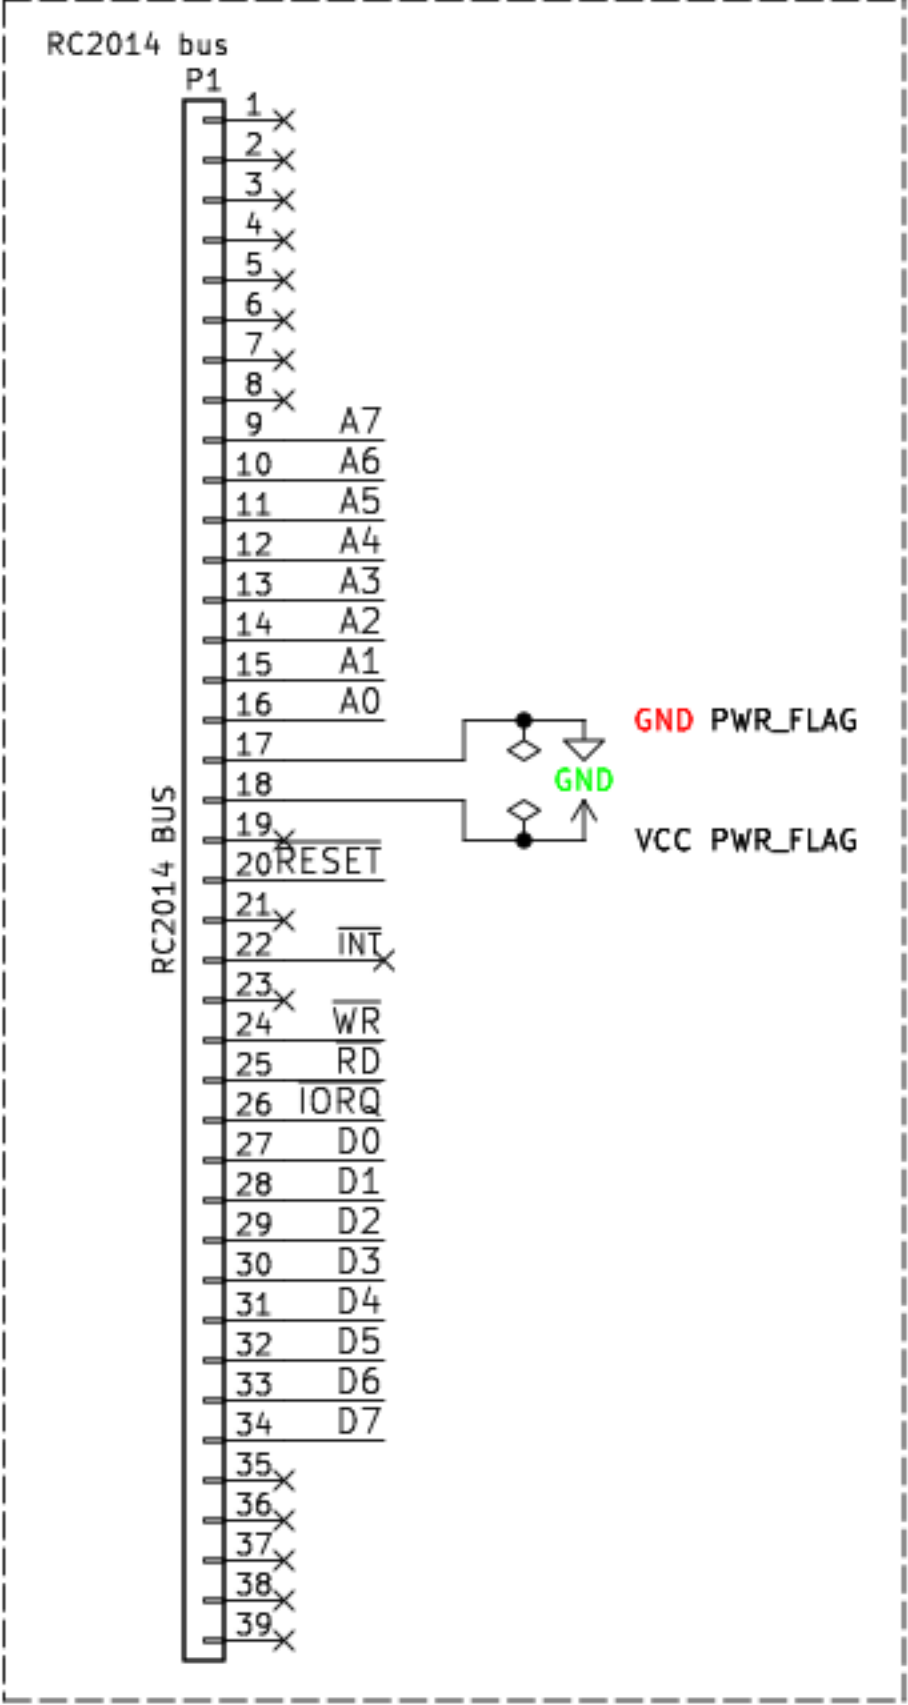 RC2014 bus
P1
1
2
3
4
5
6
7
8
9 A7
10 A6
11 A5
12 A4
13 A3
14 A2
15 A1
16 A0
GND PWR_FLAG
17
GND
18
19
VCC PWR_FLAG
20 RESET
21
22 INT
23
24 WR
25 RD
26 IORQ
27 D0
28 D1
29 D2
30 D3
31 D4
32 D5
33 D6
34 D7
35
36
37
38
39
RC2014 BUS